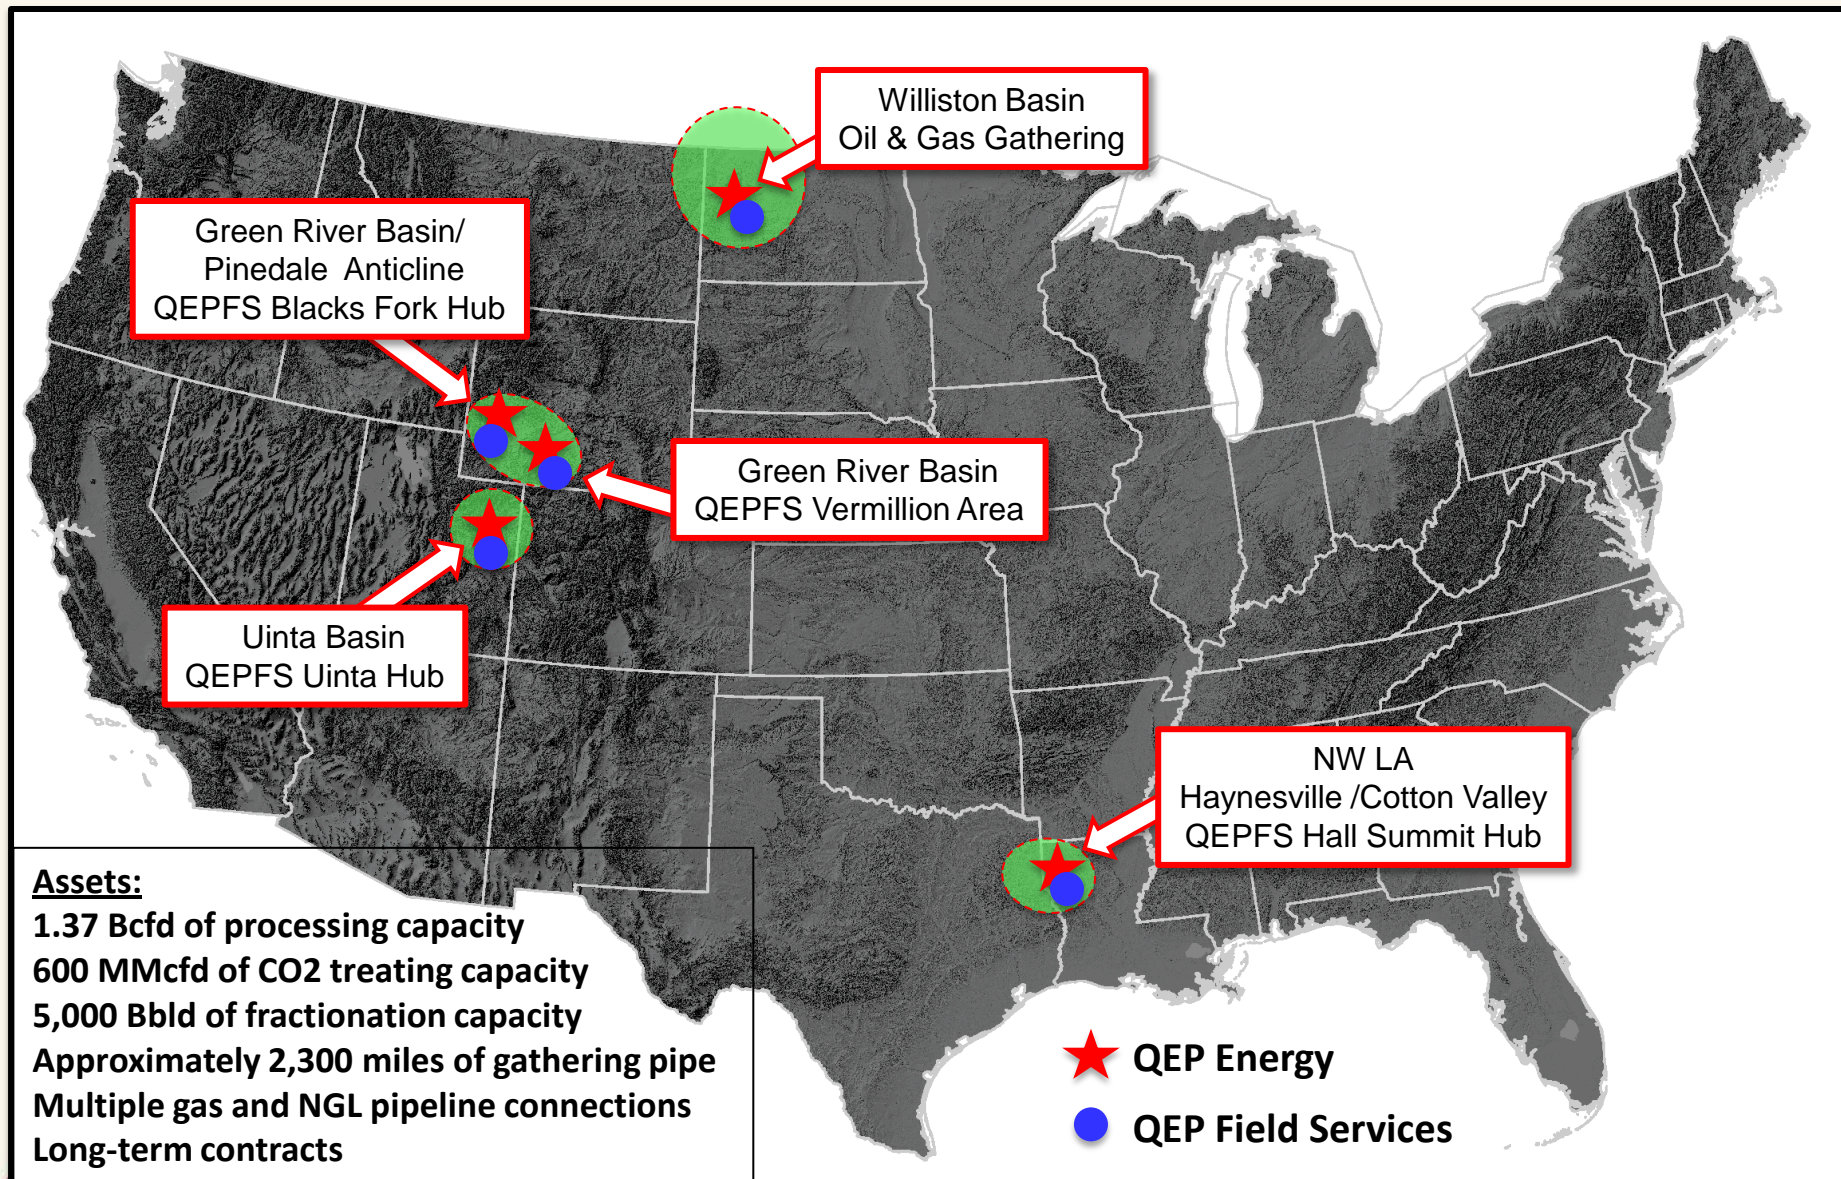 Williston Basin
Oil & Gas Gathering
Green River Basin/
Pinedale Anticline
QEPFS Blacks Fork Hub
Green River Basin
QEPFS Vermillion Area
Uinta Basin
QEPFS Uinta Hub
NW LA
Haynesville /Cotton Valley
QEPFS Hall Summit Hub
Assets:
1.37 Bcfd of processing capacity
600 MMcfd of CO2 treating capacity
5,000 Bbld of fractionation capacity
Approximately 2,300 miles of gathering pipe
Multiple gas and NGL pipeline connections
Long-term contracts
QEP Energy
QEP Field Services